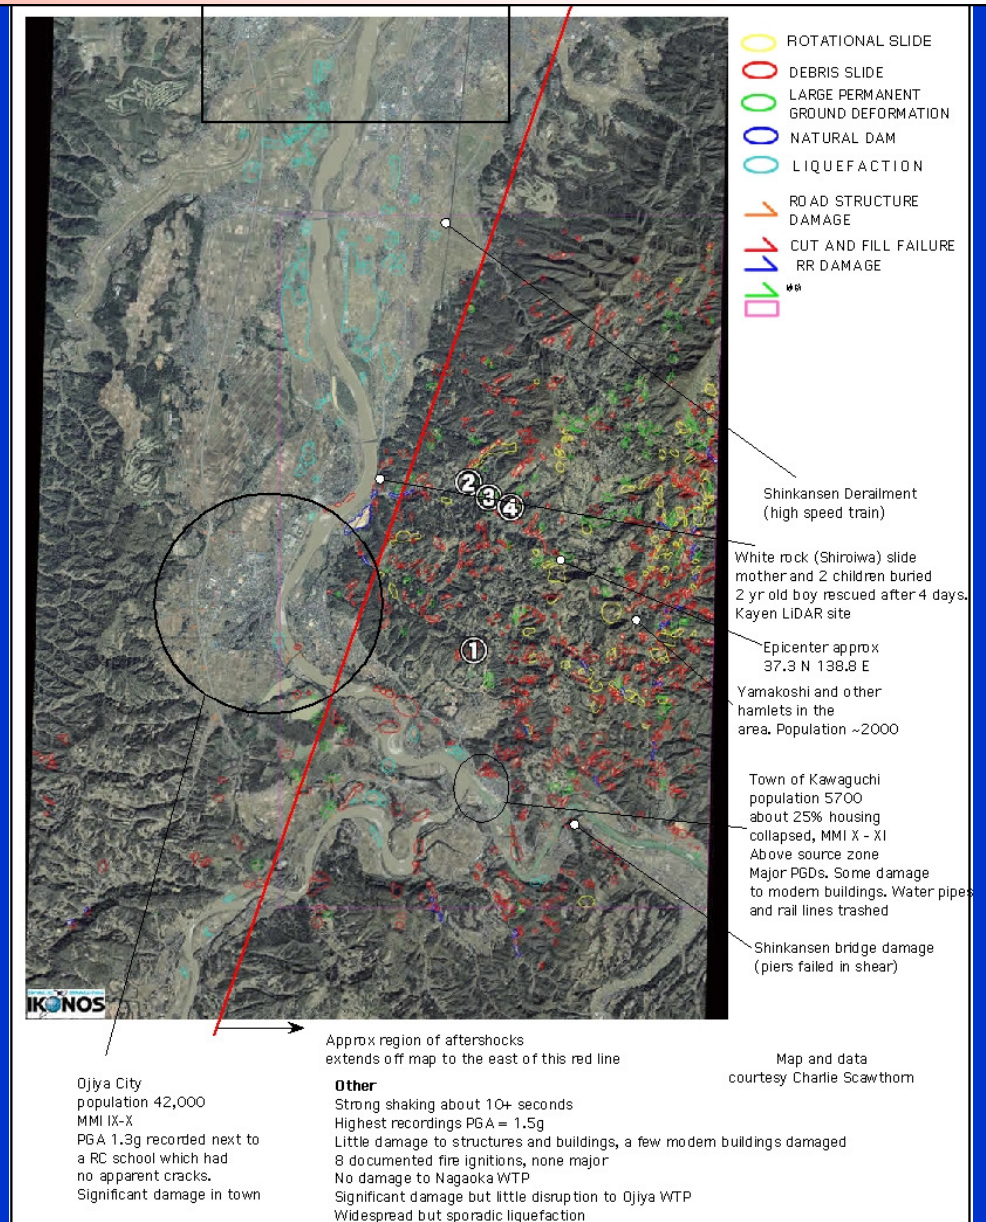 ROTATIONAL SLIDE
DEBRIS SLIDE
LARGE PERMANENT
GROUND DEFORMATION
NATURAL DAM
LIQUEFACTION
ROAD STRUCTURE
DAMAGE
CUT AND FILL FAILURE
RR DAMAGE
2
3
4
1
Shinkansen Derailment
(high speed train)
White rock (Shiroiwa) slide
mother and 2 children buried
2 yr old boy rescued after 4 days.
Kayen LiDAR site
Epicenter approx
37.3 N 138.8 E
Yamakoshi and other
hamlets in the
area. Population ~2000
Town of Kawaguchi
population 5700
about 25% housing
collapsed, MMI X - XI
Above source zone
Major PGDs. Some damage
to modern buildings. Water pipes
and rail lines trashed
Shinkansen bridge damage
(piers failed in shear)
IKONOS
Approx region of aftershocks
extends off map to the east of this red line
Map and data
courtesy Charlie Scawthorn
Ojiya City
population 42,000
MMI IX-X
PGA 1.3g recorded next to
a RC school which had
no apparent cracks.
Significant damage in town
Other
Strong shaking about 10+ seconds
Highest recordings PGA = 1.5g
Little damage to structures and buildings, a few modern buildings damaged
8 documented fire ignitions, none major
No damage to Nagaoka WTP
Significant damage but little disruption to Ojiya WTP
Widespread but sporadic liquefaction